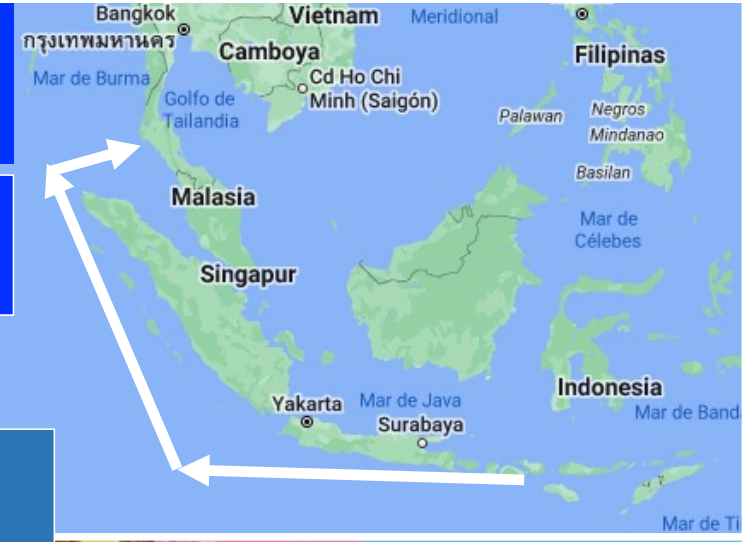 Bangkok
กรุงเทพมหานคร
Vietnam
Meridional
Camboya
Filipinas
Mar de Burma
Cd Ho Chi
Minh (Saigón)
Golfo de
Tailandia
Palawan
Negros
Mindanao
Basilan
Malasia
Mar de
Célebes
Singapur
Indonesia
Yakarta
Mar de Java
Mar de Banda
Surabaya
Mar de Ti